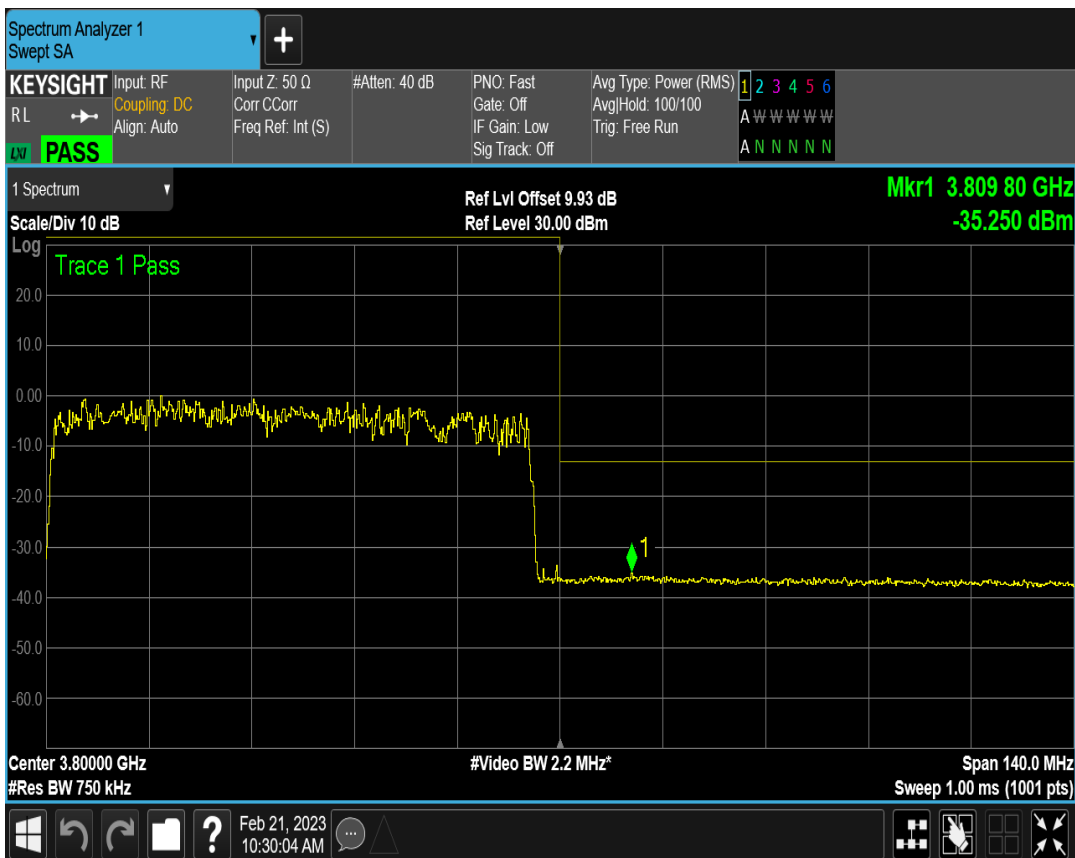 Spectrum Analyzer 1
Swept SA
KEYSIGHT
R L
LXI
PASS
Input: RF
Coupling: DC
Align: Auto
Input Z: 50 Ω
Corr CCorr
Freq Ref: Int (S)
#Atten: 40 dB
PNO: Fast
Gate: Off
IF Gain: Low
Sig Track: Off
Avg Type: Power (RMS)
Avg|Hold: 100/100
Trig: Free Run
1 2 3 4 5 6
A W W W W W
A N N N N N
1 Spectrum
Scale/Div 10 dB
Ref Lvl Offset 9.93 dB
Ref Level 30.00 dBm
Mkr1 3.809 80 GHz
-35.250 dBm
Log
Trace 1 Pass
20.0
10.0
0.00
-10.0
-20.0
-30.0
1
-40.0
-50.0
-60.0
Center 3.80000 GHz
#Res BW 750 kHz
#Video BW 2.2 MHz*
Span 140.0 MHz
Sweep 1.00 ms (1001 pts)
?
Feb 21, 2023
10:30:04 AM